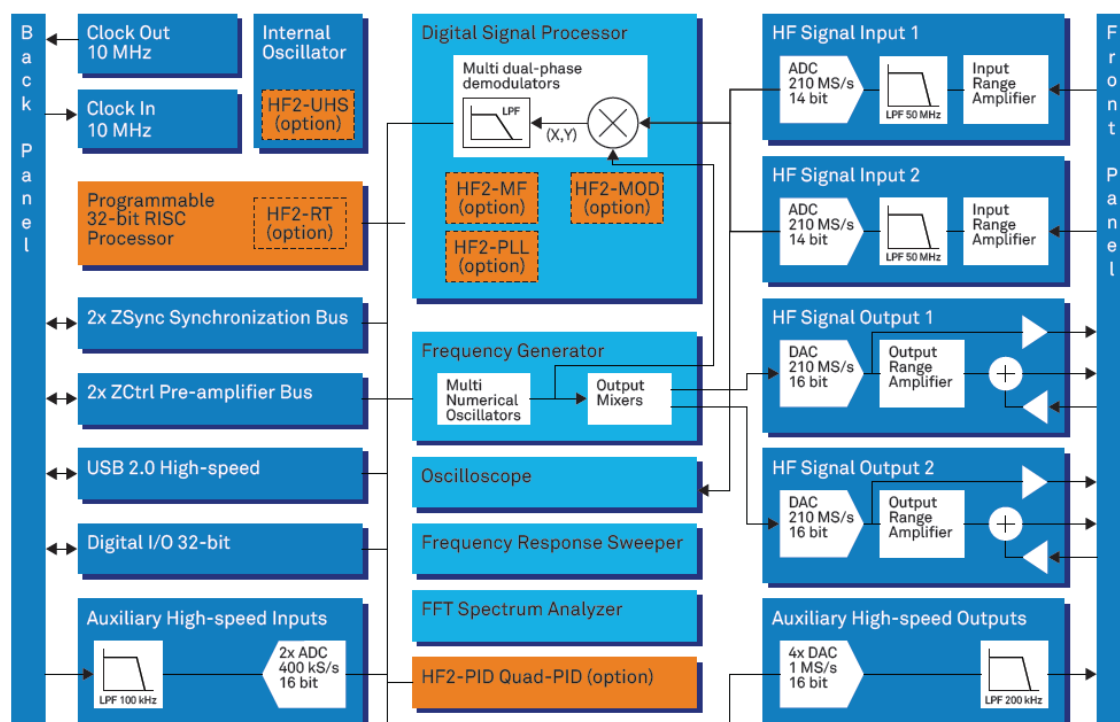 Back Panel
Clock Out
10 MHz
Clock In
10 MHz
Internal
Oscillator
HF2-UHS
(option)
Programmable
32-bit RISC
Processor
HF2-RT
(option)
2x ZSync Synchronization Bus
2x ZCtrl Pre-amplifier Bus
USB 2.0 High-speed
Digital I/O 32-bit
Auxiliary High-speed Inputs
LPF 100 kHz
2x ADC
400 kS/s
16 bit
Digital Signal Processor
Multi dual-phase
demodulators
LPF
(X,Y)
HF2-MF
(option)
HF2-MOD
(option)
HF2-PLL
(option)
Frequency Generator
Multi
Numerical
Oscillators
Output
Mixers
Oscilloscope
Frequency Response Sweeper
FFT Spectrum Analyzer
HF2-PID Quad-PID (option)
HF Signal Input 1
ADC
210 MS/s
14 bit
LPF 50 MHz
Input
Range
Amplifier
HF Signal Input 2
ADC
210 MS/s
14 bit
LPF 50 MHz
Input
Range
Amplifier
HF Signal Output 1
DAC
210 MS/s
16 bit
Output
Range
Amplifier
+
HF Signal Output 2
DAC
210 MS/s
16 bit
Output
Range
Amplifier
+
Auxiliary High-speed Outputs
4x DAC
1 MS/s
16 bit
LPF 200 kHz
Front Panel